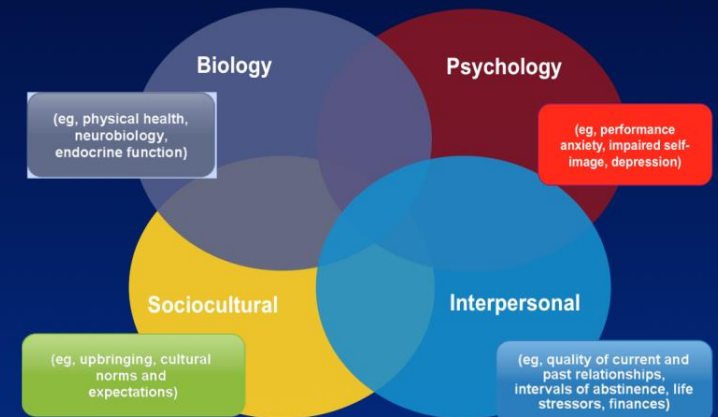 Biology
Psychology
(eg, physical health,
neurobiology,
endocrine function)
(eg, performance
anxiety, impaired self-
image, depression)
Sociocultural
Interpersonal
(eg, upbringing, cultural
norms and
expectations)
(eg, quality of current and
past relationships,
intervals of abstinence, life
stressors, finances)